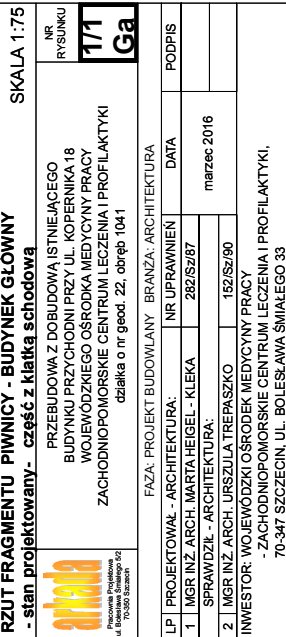 RZUT FRAGMENTU PIWNICY - BUDYNEK GŁÓWNY
- stan projektowany- część z klatką schodową
SKALA 1:75
arkada
Pracownia Projektowa
ul. Bolesława Śmiałego 5/2
70-350 Szczecin
PRZEBUDOWA Z DOBUDOWĄ ISTNIEJĄCEGO
BUDYNKU PRZYCHODNI PRZY UL. KOPERNIKA 18
WOJEWÓDZKIEGO OŚRODKA MEDYCYNY PRACY
ZACHODNIOPOMORSKIE CENTRUM LECZENIA I PROFILAKTYKI
działka o nr geod. 22, obręb 1041
NR
RYSUNKU
1/1
Ga
FAZA: PROJEKT BUDOWLANY BRANŻA: ARCHITEKTURA
LP PROJEKTOWAŁ - ARCHITEKTURA: NR UPRAWNIEŃ DATA PODPIS
1 MGR INŻ. ARCH. MARTA HEIGEL - KLEKA 282/Sz/87
SPRAWDZIŁ - ARCHITEKTURA: marzec 2016
2 MGR INŻ. ARCH. URSZULA TREPASZKO 152/Sz/90
INWESTOR: WOJEWÓDZKI OŚRODEK MEDYCYNY PRACY
- ZACHODNIOPOMORSKIE CENTRUM LECZENIA I PROFILAKTYKI,
70-347 SZCZECIN, UL. BOLESŁAWA ŚMIAŁEGO 33